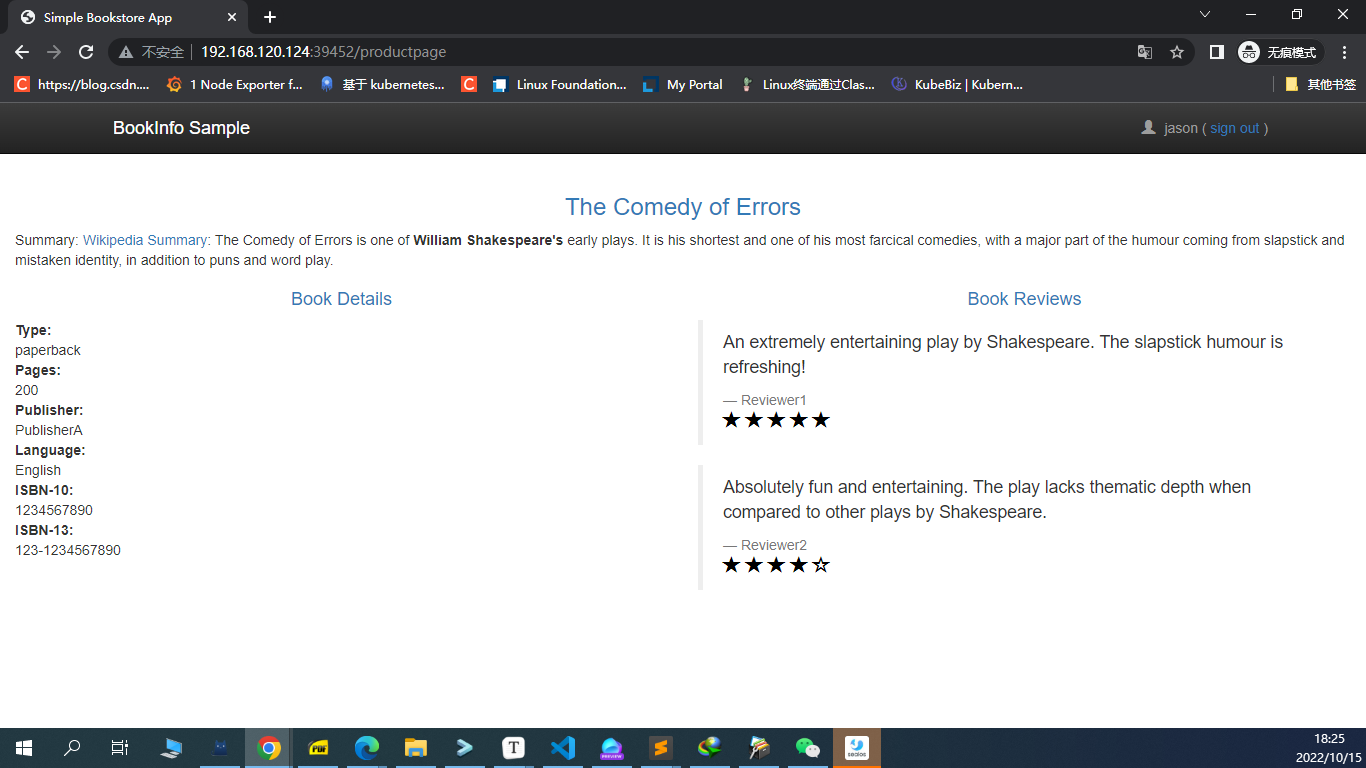 Simple Bookstore App
不安全 192.168.120.124:39452/productpage
无痕模式
https://blog.csdn.... 1 Node Exporter f... 基于 kubernetes... Linux Foundation... My Portal Linux终端通过Clas... KubeBiz | Kubern... 其他书签
BookInfo Sample
jason ( sign out )
The Comedy of Errors
Summary: Wikipedia Summary: The Comedy of Errors is one of William Shakespeare's early plays. It is his shortest and one of his most farcical comedies, with a major part of the humour coming from slapstick and
mistaken identity, in addition to puns and word play.
Book Details
Type:
paperback
Pages:
200
Publisher:
PublisherA
Language:
English
ISBN-10:
1234567890
ISBN-13:
123-1234567890
Book Reviews
An extremely entertaining play by Shakespeare. The slapstick humour is
refreshing!
— Reviewer1
Absolutely fun and entertaining. The play lacks thematic depth when
compared to other plays by Shakespeare.
— Reviewer2
PDF
PREVIEW
sealos
18:25
2022/10/15